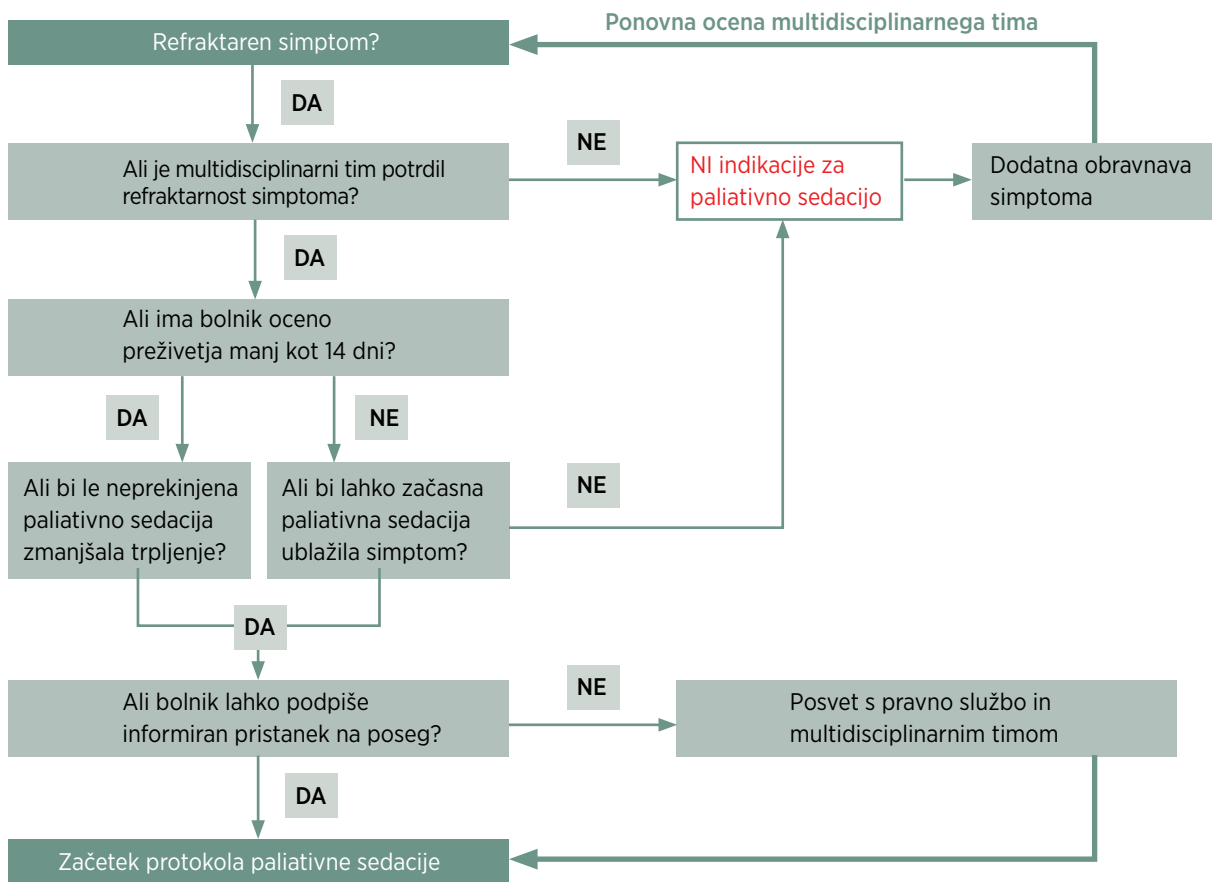 Ponovna ocena multidisciplinarnega tima
Refraktaren simptom?
DA
Ali je multidisciplinarni tim potrdil
refraktarnost simptoma?
NE
NI indikacije za
paliativno sedacijo
Dodatna obravnava
simptoma
DA
Ali ima bolnik oceno
preživetja manj kot 14 dni?
DA
NE
Ali bi le neprekinjena
paliativno sedacija
zmanjšala trpljenje?
Ali bi lahko začasna
paliativna sedacija
ublažila simptom?
NE
DA
Ali bolnik lahko podpiše
informiran pristanek na poseg?
NE
Posvet s pravno službo in
multidisciplinarnim timom
DA
Začetek protokola paliativne sedacije